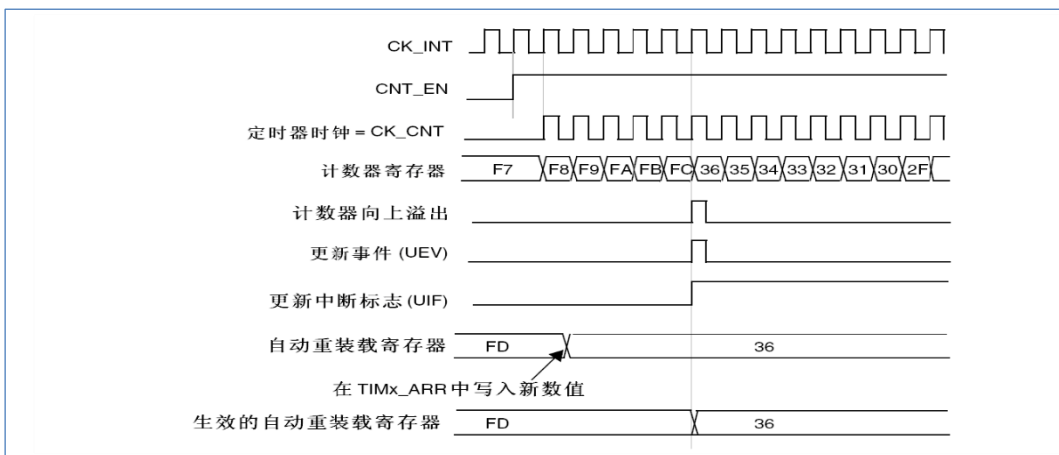 CK_INT
CNT_EN
定时器时钟 = CK_CNT
计数器寄存器 F7 F8 F9 FA FB FC 36 35 34 33 32 31 30 2F
计数器向上溢出
更新事件 (UEV)
更新中断标志 (UIF)
自动重装载寄存器 FD 36
在 TIMx_ARR 中写入新数值
生效的自动重装载寄存器 FD 36